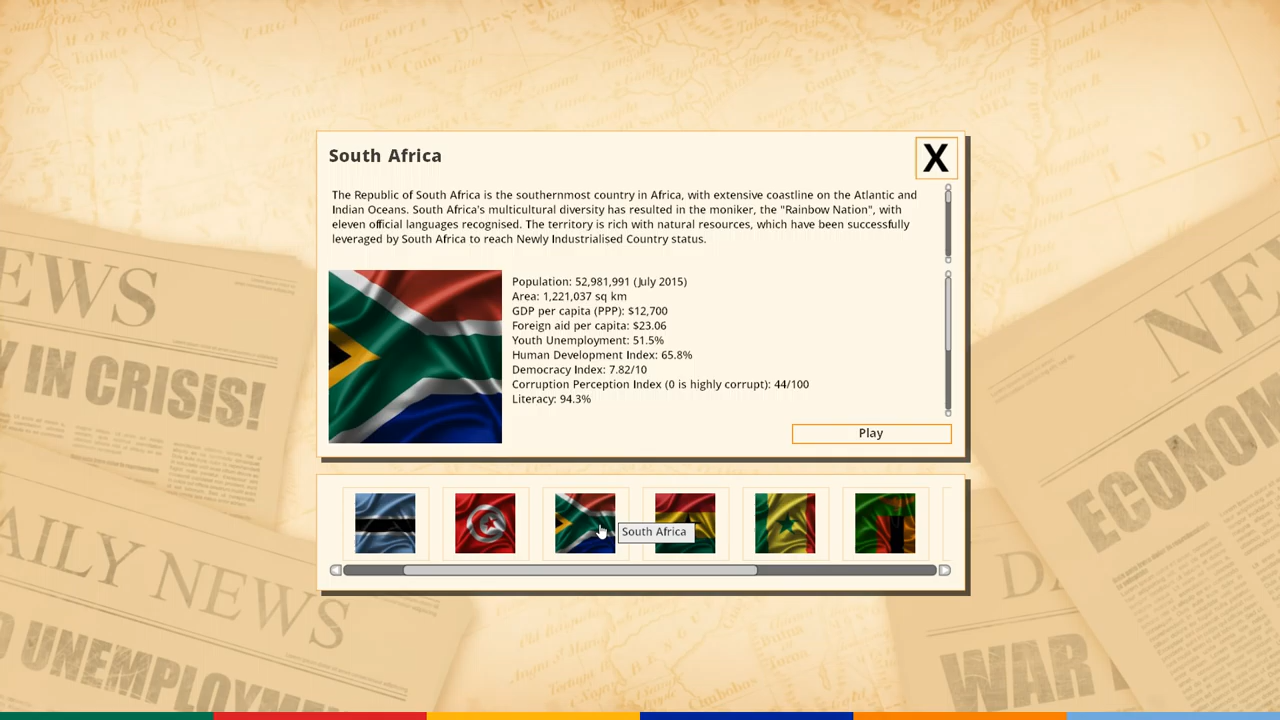 South Africa
X
The Republic of South Africa is the southernmost country in Africa, with extensive coastline on the Atlantic and
Indian Oceans. South Africa's multicultural diversity has resulted in the moniker, the "Rainbow Nation", with
eleven official languages recognised. The territory is rich with natural resources, which have been successfully
leveraged by South Africa to reach Newly Industrialised Country status.
Population: 52,981,991 (July 2015)
Area: 1,221,037 sq km
GDP per capita (PPP): $12,700
Foreign aid per capita: $23.06
Youth Unemployment: 51.5%
Human Development Index: 65.8%
Democracy Index: 7.82/10
Corruption Perception Index (0 is highly corrupt): 44/100
Literacy: 94.3%
Play
South Africa
EWS
Y IN CRISIS!
AILY NEWS
UNEMPLOYM
NE
ECONOM
DA
WAR